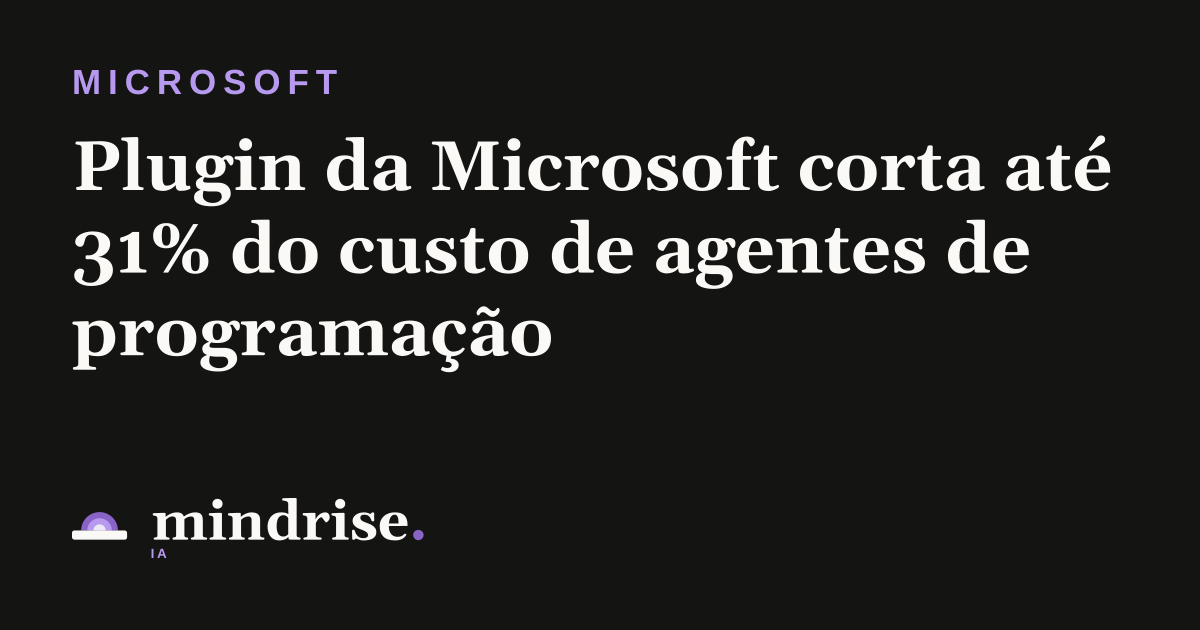 MICROSOFT
Plugin da Microsoft corta até
31% do custo de agentes de
programação
mindrise.
IA